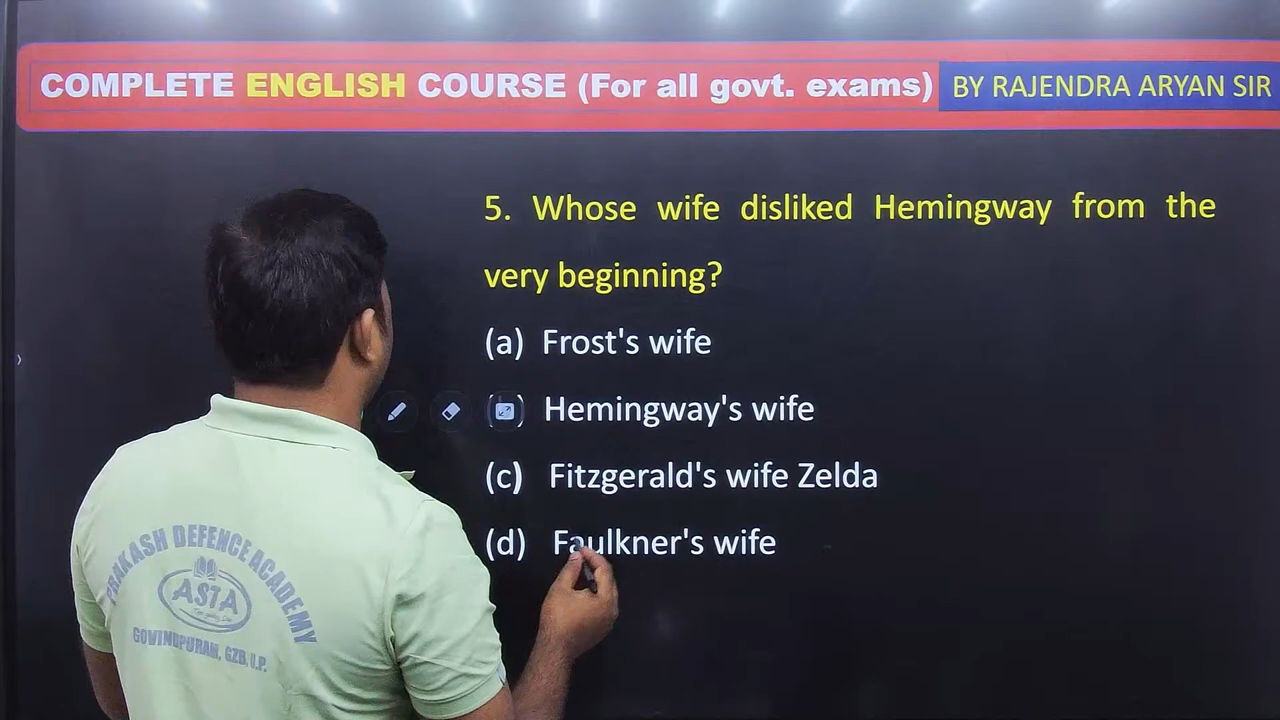 COMPLETE ENGLISH COURSE (For all govt. exams) BY RAJENDRA ARYAN SIR
5. Whose wife disliked Hemingway from the
very beginning?
(a) Frost's wife
( ) Hemingway's wife
(c) Fitzgerald's wife Zelda
(d) Faulkner's wife
PRAKASH DEFENCE ACADEMY
ASTA
GOVINDPURAM, GZB, U.P.